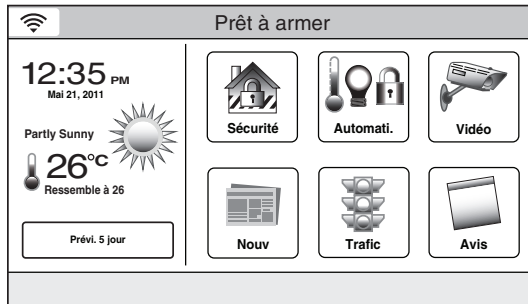 Prêt à armer
12:35 PM
Mai 21, 2011
Partly Sunny
26°C
Ressemble à 26
Prévi. 5 jour
Sécurité
Automati.
Vidéo
Nouv
Trafic
Avis